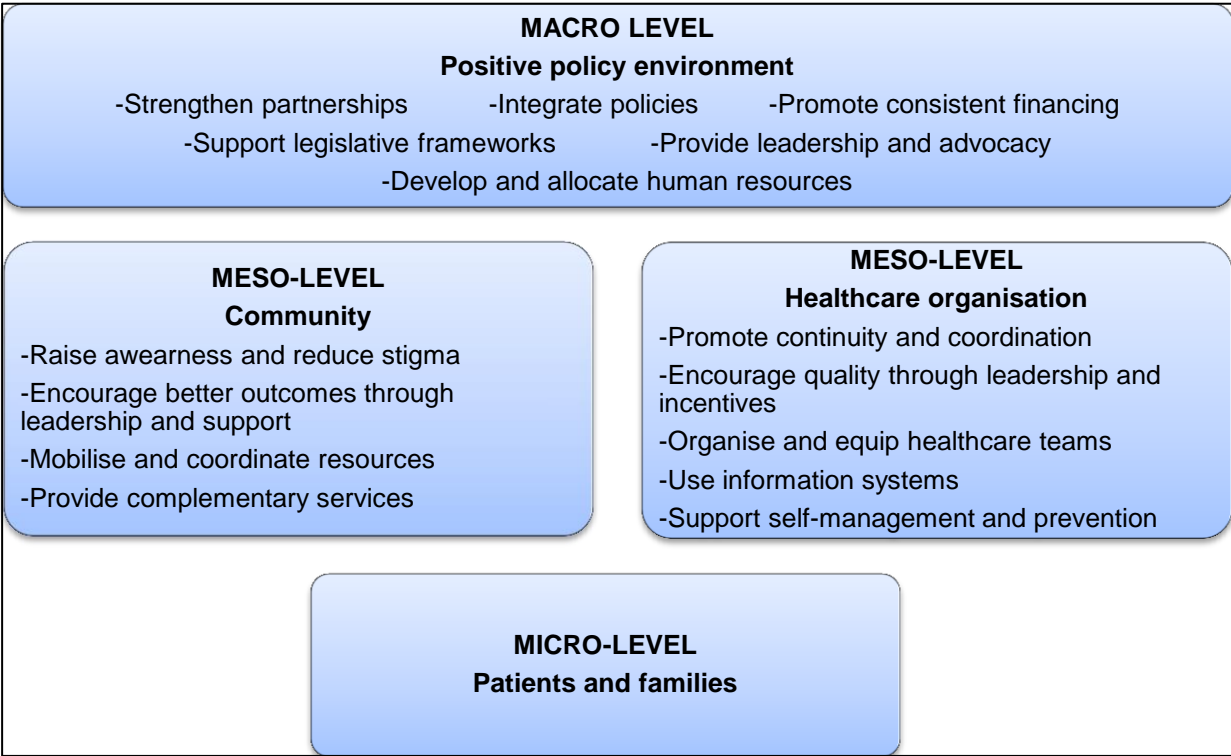 MACRO LEVEL
Positive policy environment
-Strengthen partnerships -Integrate policies -Promote consistent financing
-Support legislative frameworks -Provide leadership and advocacy
-Develop and allocate human resources
MESO-LEVEL
Community
-Raise awearness and reduce stigma
-Encourage better outcomes through
leadership and support
-Mobilise and coordinate resources
-Provide complementary services
MESO-LEVEL
Healthcare organisation
-Promote continuity and coordination
-Encourage quality through leadership and
incentives
-Organise and equip healthcare teams
-Use information systems
-Support self-management and prevention
MICRO-LEVEL
Patients and families